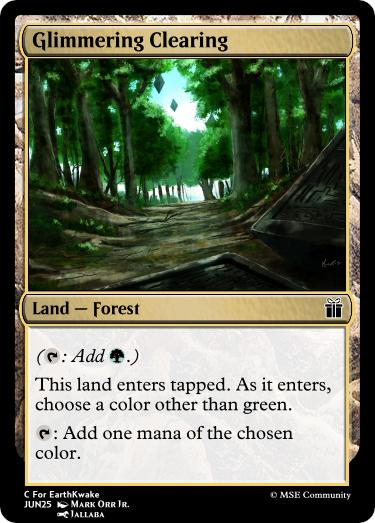 Glimmering Clearing
Land — Forest
(: Add .)
This land enters tapped. As it enters,
choose a color other than green.
: Add one mana of the chosen
color.
C For EarthKwake
JUN25 Mark Orr Jr.
Jallaba
© MSE Community